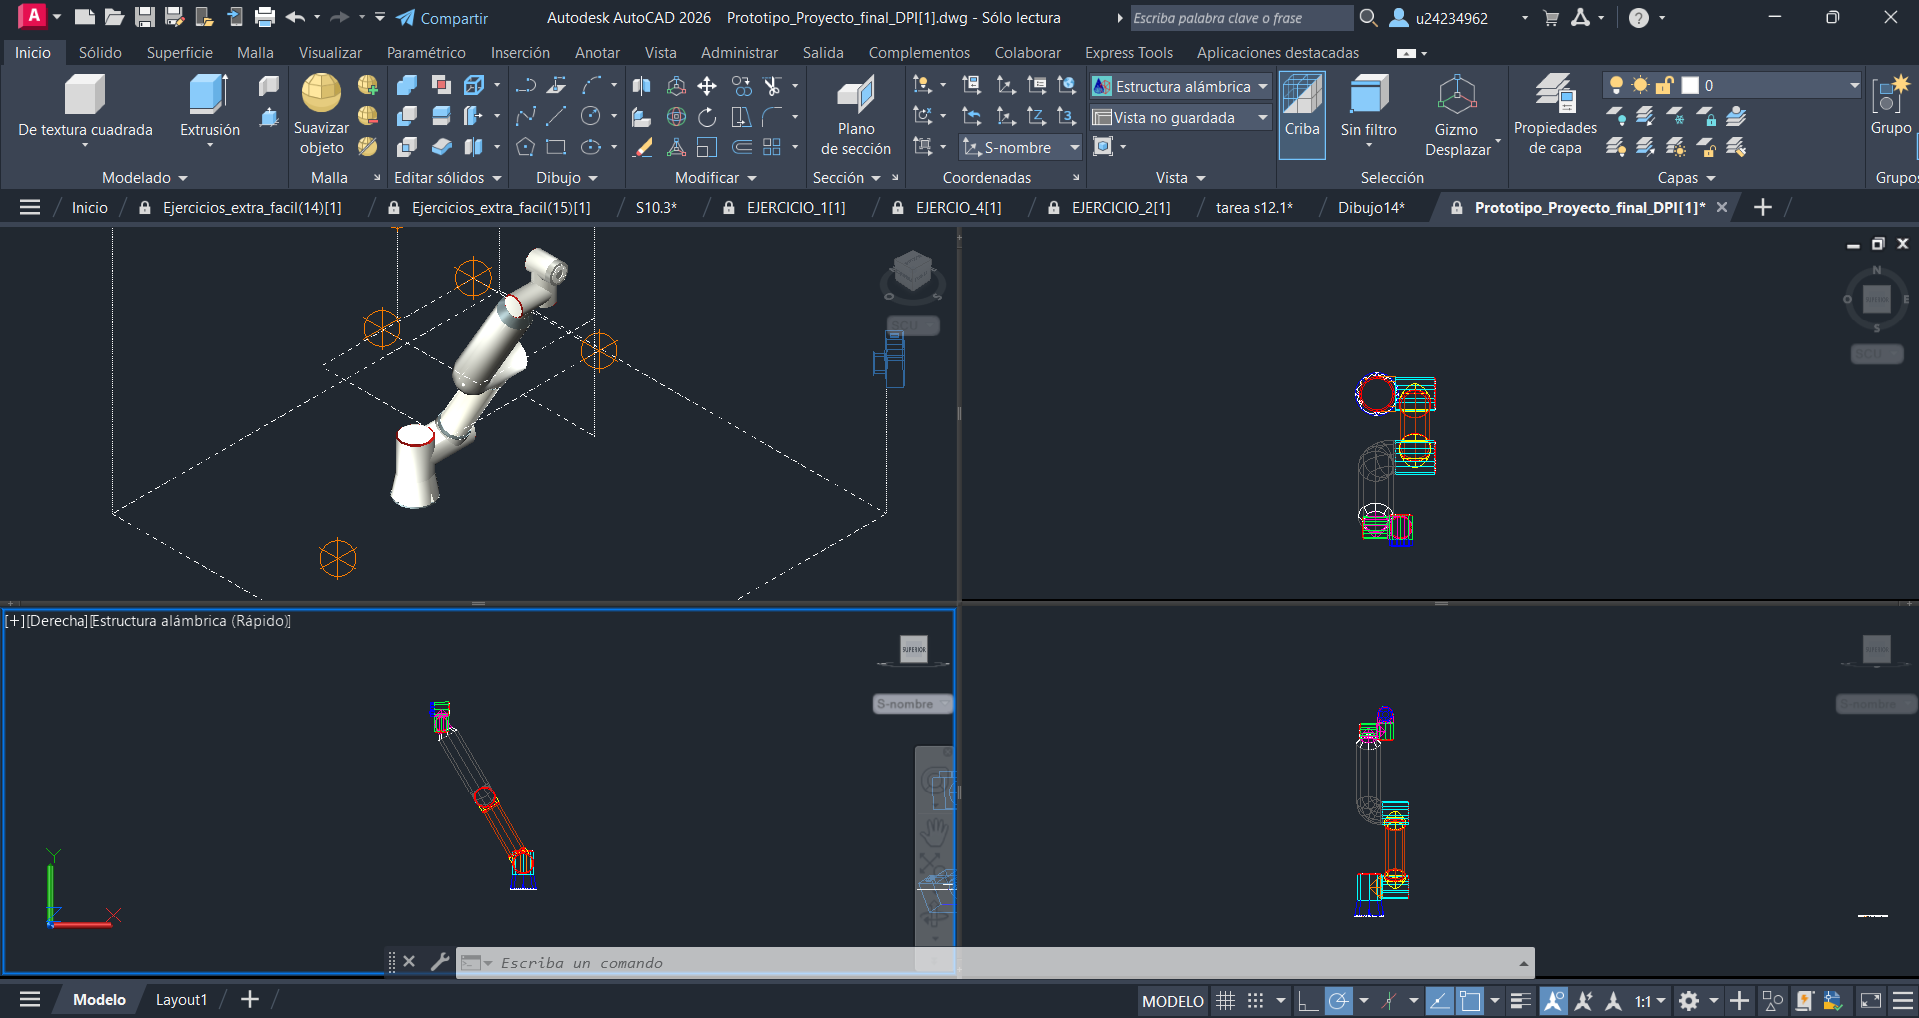 A
Compartir
Autodesk AutoCAD 2026
Prototipo_Proyecto_final_DPI[1].dwg - Sólo lectura
Escriba palabra clave o frase
u24234962
Inicio
Sólido
Superficie
Malla
Visualizar
Paramétrico
Inserción
Anotar
Vista
Administrar
Salida
Complementos
Colaborar
Express Tools
Aplicaciones destacadas
De textura cuadrada
Extrusión
Suavizar objeto
Modelado
Malla
Editar sólidos
Dibujo
Modificar
Plano de sección
Sección
S-nombre
Coordenadas
Estructura alámbrica
Vista no guardada
Vista
Criba
Sin filtro
Gizmo Desplazar
Selección
Propiedades de capa
0
Capas
Grupo
Grupos
Inicio
Ejercicios_extra_facil(14)[1]
Ejercicios_extra_facil(15)[1]
S10.3*
EJERCICIO_1[1]
EJERCIO_4[1]
EJERCICIO_2[1]
tarea s12.1*
Dibujo14*
Prototipo_Proyecto_final_DPI[1]*
SCU
N
O
E
S
SCU
[+][Derecha][Estructura alámbrica (Rápido)]
SUPERIOR
S-nombre
S-nombre
Y
Z
X
Escriba un comando
Modelo
Layout1
MODELO
1:1